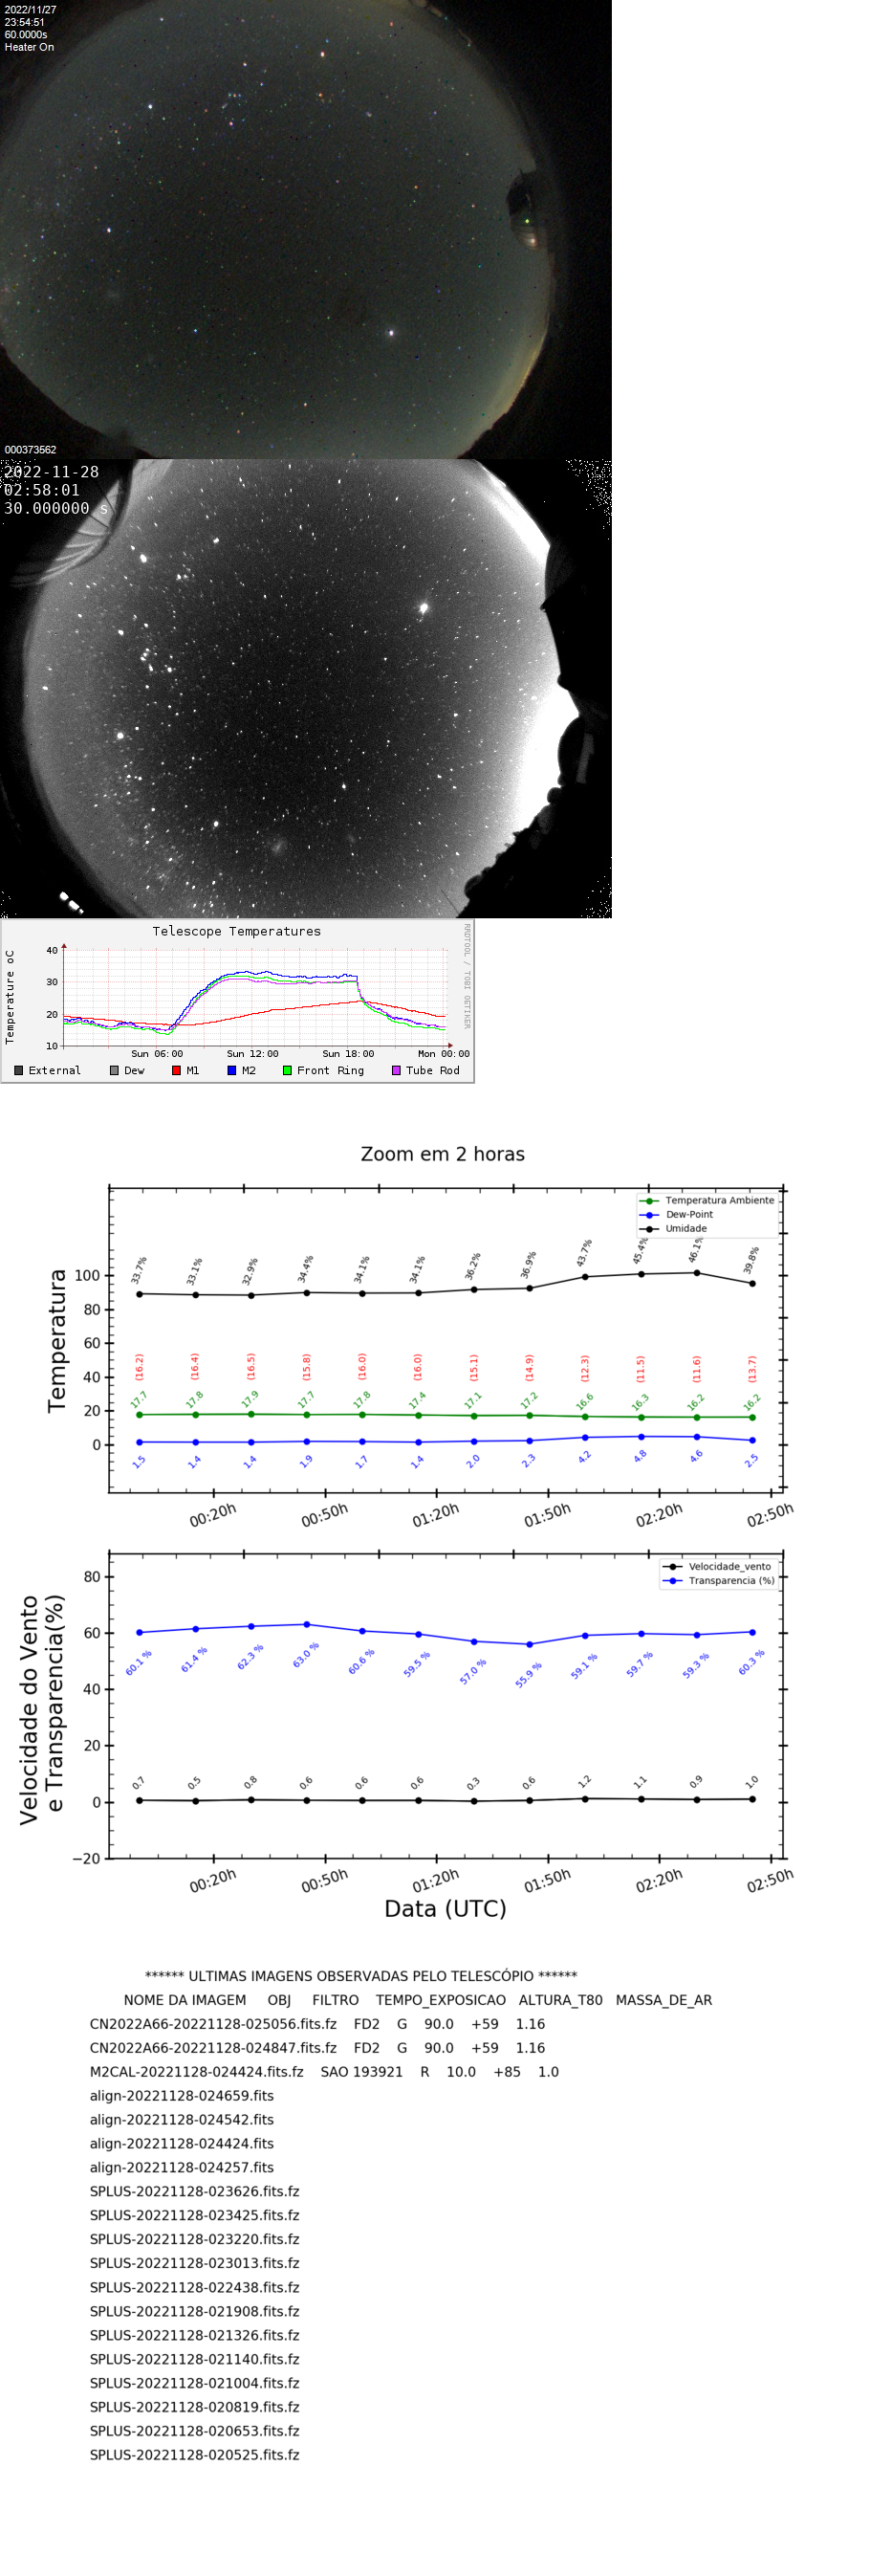 2022/11/27
23:54:51
60.0000s
Heater On
000373562
2022-11-28
02:58:01
30.000000 s
Telescope Temperatures
RRDTOOL / TOBI OETIKER
Temperature oC
40
30
20
10
Sun 06:00 Sun 12:00 Sun 18:00 Mon 00:00
External Dew M1 M2 Front Ring Tube Rod
Zoom em 2 horas
Temperatura Ambiente
Dew-Point
Umidade
Temperatura
100
80
60
40
20
0
33.7% 33.1% 32.9% 34.4% 34.1% 34.1% 36.2% 36.9% 43.7% 45.4% 46.1% 39.8%
(16.2) (16.4) (16.5) (15.8) (16.0) (16.0) (15.1) (14.9) (12.3) (11.5) (11.6) (13.7)
17.7 17.8 17.9 17.7 17.8 17.4 17.1 17.2 16.6 16.3 16.2 16.2
1.5 1.4 1.4 1.9 1.7 1.4 2.0 2.3 4.2 4.8 4.6 2.5
00:20h 00:50h 01:20h 01:50h 02:20h 02:50h
Velocidade_vento
Transparencia (%)
Velocidade do Vento
e Transparencia(%)
80
60
40
20
0
−20
60.1 % 61.4 % 62.3 % 63.0 % 60.6 % 59.5 % 57.0 % 55.9 % 59.1 % 59.7 % 59.3 % 60.3 %
0.7 0.5 0.8 0.6 0.6 0.6 0.3 0.6 1.2 1.1 0.9 1.0
00:20h 00:50h 01:20h 01:50h 02:20h 02:50h
Data (UTC)
****** ULTIMAS IMAGENS OBSERVADAS PELO TELESCÓPIO ******
NOME DA IMAGEM OBJ FILTRO TEMPO_EXPOSICAO ALTURA_T80 MASSA_DE_AR
CN2022A66-20221128-025056.fits.fz FD2 G 90.0 +59 1.16
CN2022A66-20221128-024847.fits.fz FD2 G 90.0 +59 1.16
M2CAL-20221128-024424.fits.fz SAO 193921 R 10.0 +85 1.0
align-20221128-024659.fits
align-20221128-024542.fits
align-20221128-024424.fits
align-20221128-024257.fits
SPLUS-20221128-023626.fits.fz
SPLUS-20221128-023425.fits.fz
SPLUS-20221128-023220.fits.fz
SPLUS-20221128-023013.fits.fz
SPLUS-20221128-022438.fits.fz
SPLUS-20221128-021908.fits.fz
SPLUS-20221128-021326.fits.fz
SPLUS-20221128-021140.fits.fz
SPLUS-20221128-021004.fits.fz
SPLUS-20221128-020819.fits.fz
SPLUS-20221128-020653.fits.fz
SPLUS-20221128-020525.fits.fz